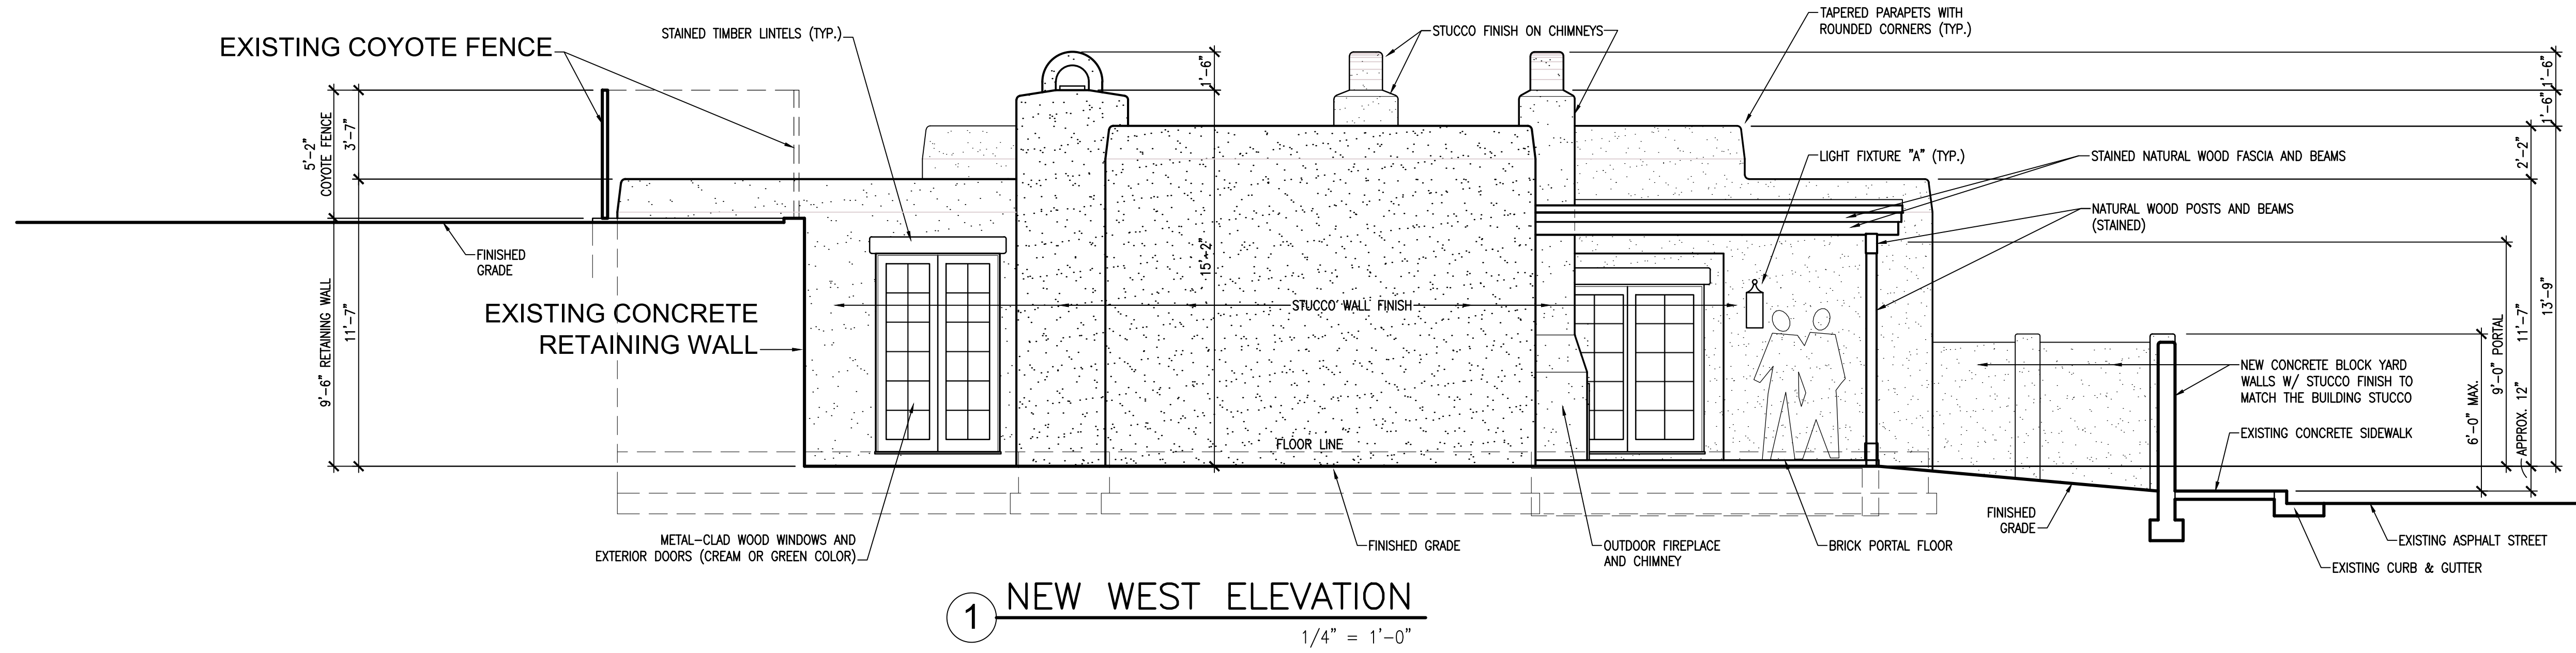 EXISTING COYOTE FENCE
STAINED TIMBER LINTELS (TYP.)
STUCCO FINISH ON CHIMNEYS
TAPERED PARAPETS WITH
ROUNDED CORNERS (TYP.)
1'-6"
1'-6"
1'-6"
5'-2"
COYOTE FENCE
3'-7"
LIGHT FIXTURE "A" (TYP.)
STAINED NATURAL WOOD FASCIA AND BEAMS
2'-2"
NATURAL WOOD POSTS AND BEAMS
(STAINED)
FINISHED
GRADE
15'-2"
EXISTING CONCRETE
RETAINING WALL
STUCCO WALL FINISH
9'-6" RETAINING WALL
11'-7"
NEW CONCRETE BLOCK YARD
WALLS W/ STUCCO FINISH TO
MATCH THE BUILDING STUCCO
6'-0" MAX.
9'-0" PORTAL
11'-7"
APPROX. 12"
13'-9"
EXISTING CONCRETE SIDEWALK
FLOOR LINE
METAL-CLAD WOOD WINDOWS AND
EXTERIOR DOORS (CREAM OR GREEN COLOR)
FINISHED GRADE
OUTDOOR FIREPLACE
AND CHIMNEY
BRICK PORTAL FLOOR
FINISHED
GRADE
EXISTING ASPHALT STREET
EXISTING CURB & GUTTER
1
NEW WEST ELEVATION
1/4" = 1'-0"